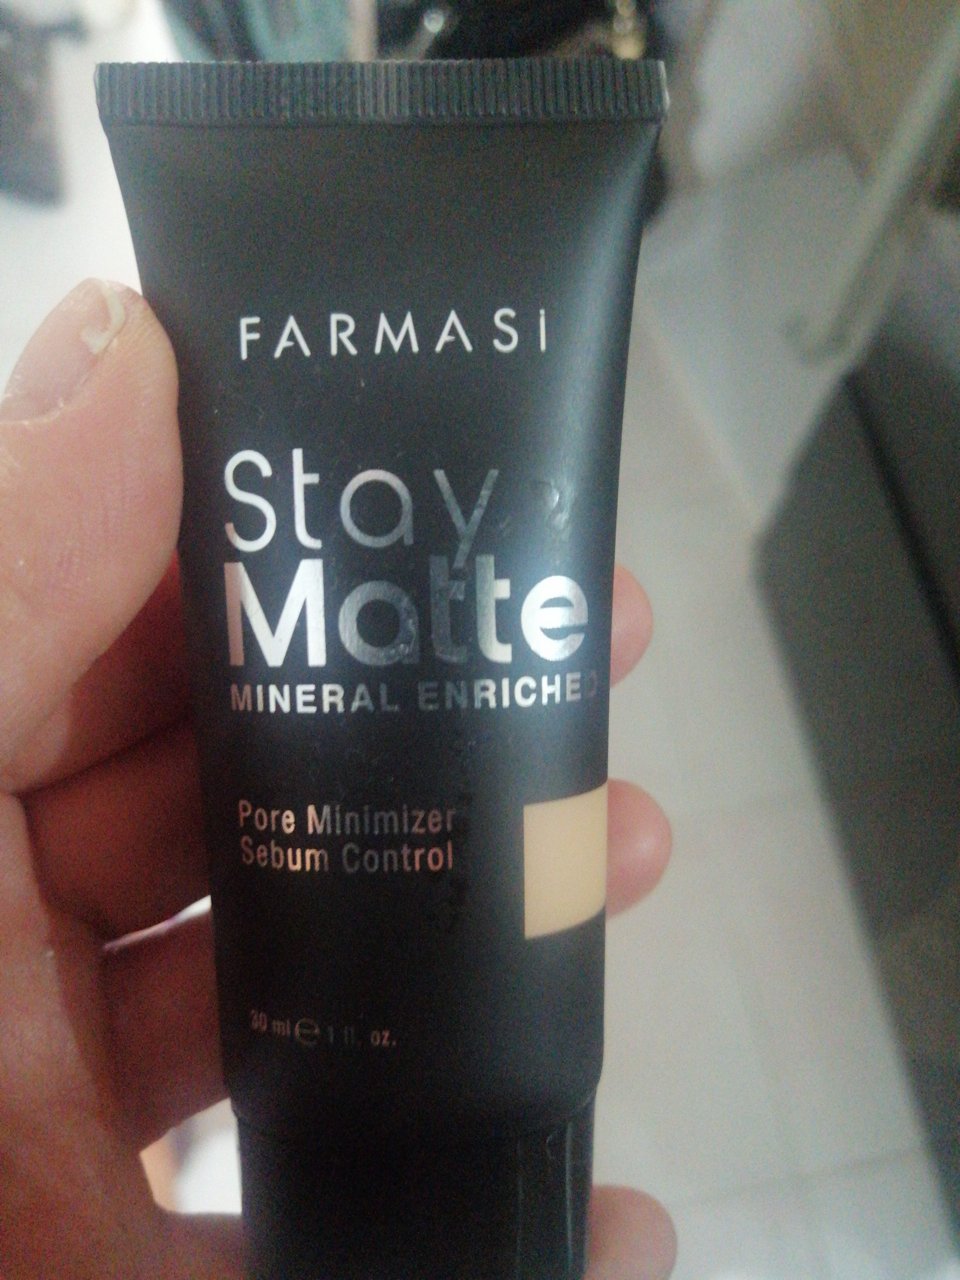 FARMASi
Stay
Matte
MINERAL ENRICHED
Pore Minimizer
Sebum Control
30 ml e 1 fl. oz.